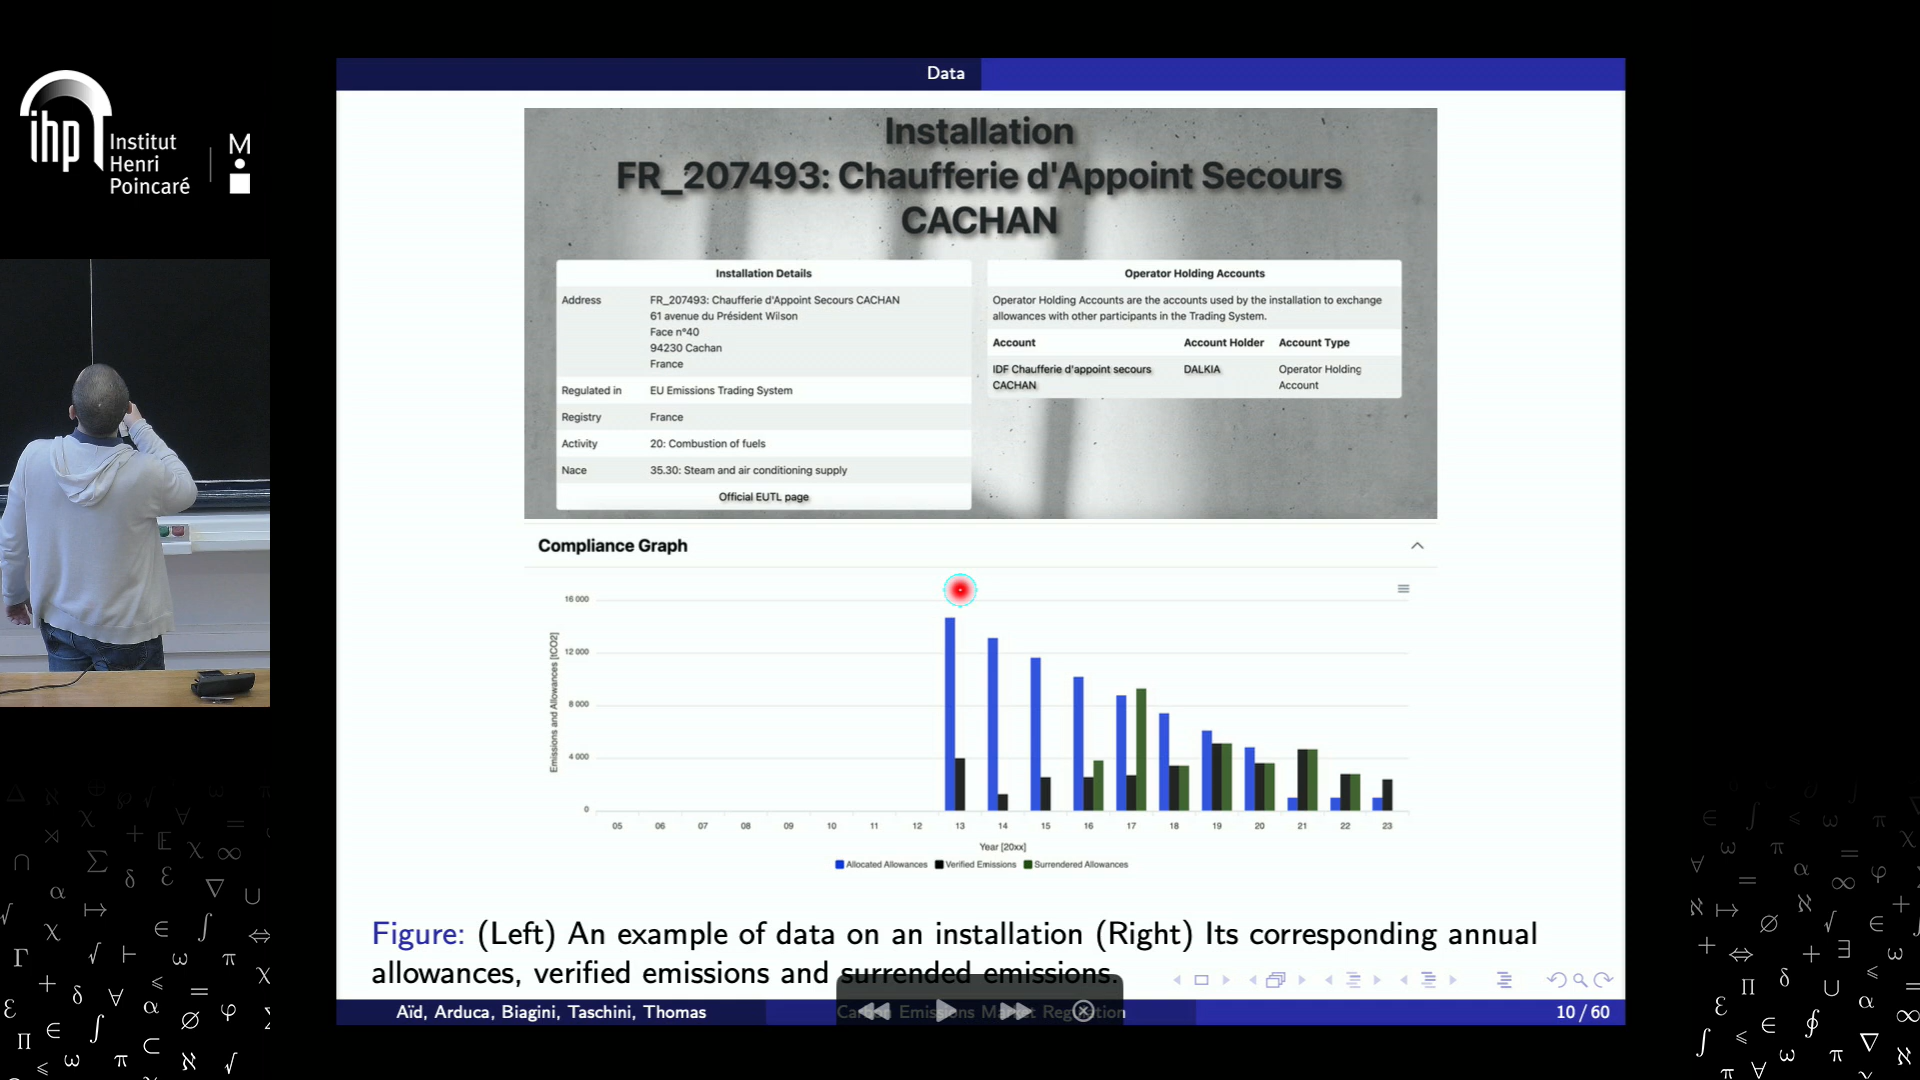 ihp
Institut
Henri
Poincaré
M
Data
Installation
FR_207493: Chaufferie d'Appoint Secours
CACHAN
Installation Details
Address FR_207493: Chaufferie d'Appoint Secours CACHAN
61 avenue du Président Wilson
Face n°40
94230 Cachan
France
Regulated in EU Emissions Trading System
Registry France
Activity 20: Combustion of fuels
Nace 35.30: Steam and air conditioning supply
Official EUTL page
Operator Holding Accounts
Operator Holding Accounts are the accounts used by the installation to exchange
allowances with other participants in the Trading System.
Account Account Holder Account Type
IDF Chaufferie d'appoint secours DALKIA Operator Holding
CACHAN Account
Compliance Graph
Emissions and Allowances [tCO2]
16 000
12 000
8 000
4 000
0
05 06 07 08 09 10 11 12 13 14 15 16 17 18 19 20 21 22 23
Year [20xx]
Allocated Allowances Verified Emissions Surrendered Allowances
Figure: (Left) An example of data on an installation (Right) Its corresponding annual
allowances, verified emissions and surrended emissions.
Aïd, Arduca, Biagini, Taschini, Thomas Carbon Emissions Market Regulation 10 / 60